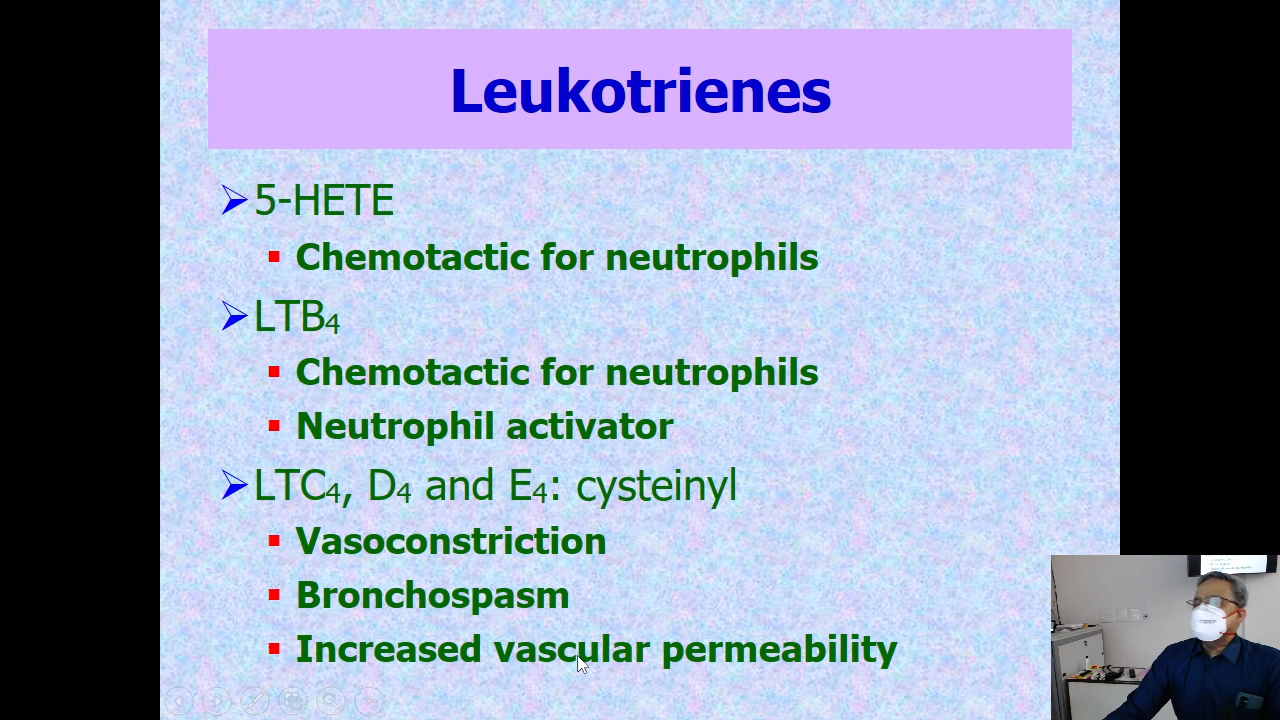 Leukotrienes
5-HETE
Chemotactic for neutrophils
LTB₄
Chemotactic for neutrophils
Neutrophil activator
LTC₄, D₄ and E₄: cysteinyl
Vasoconstriction
Bronchospasm
Increased vascular permeability